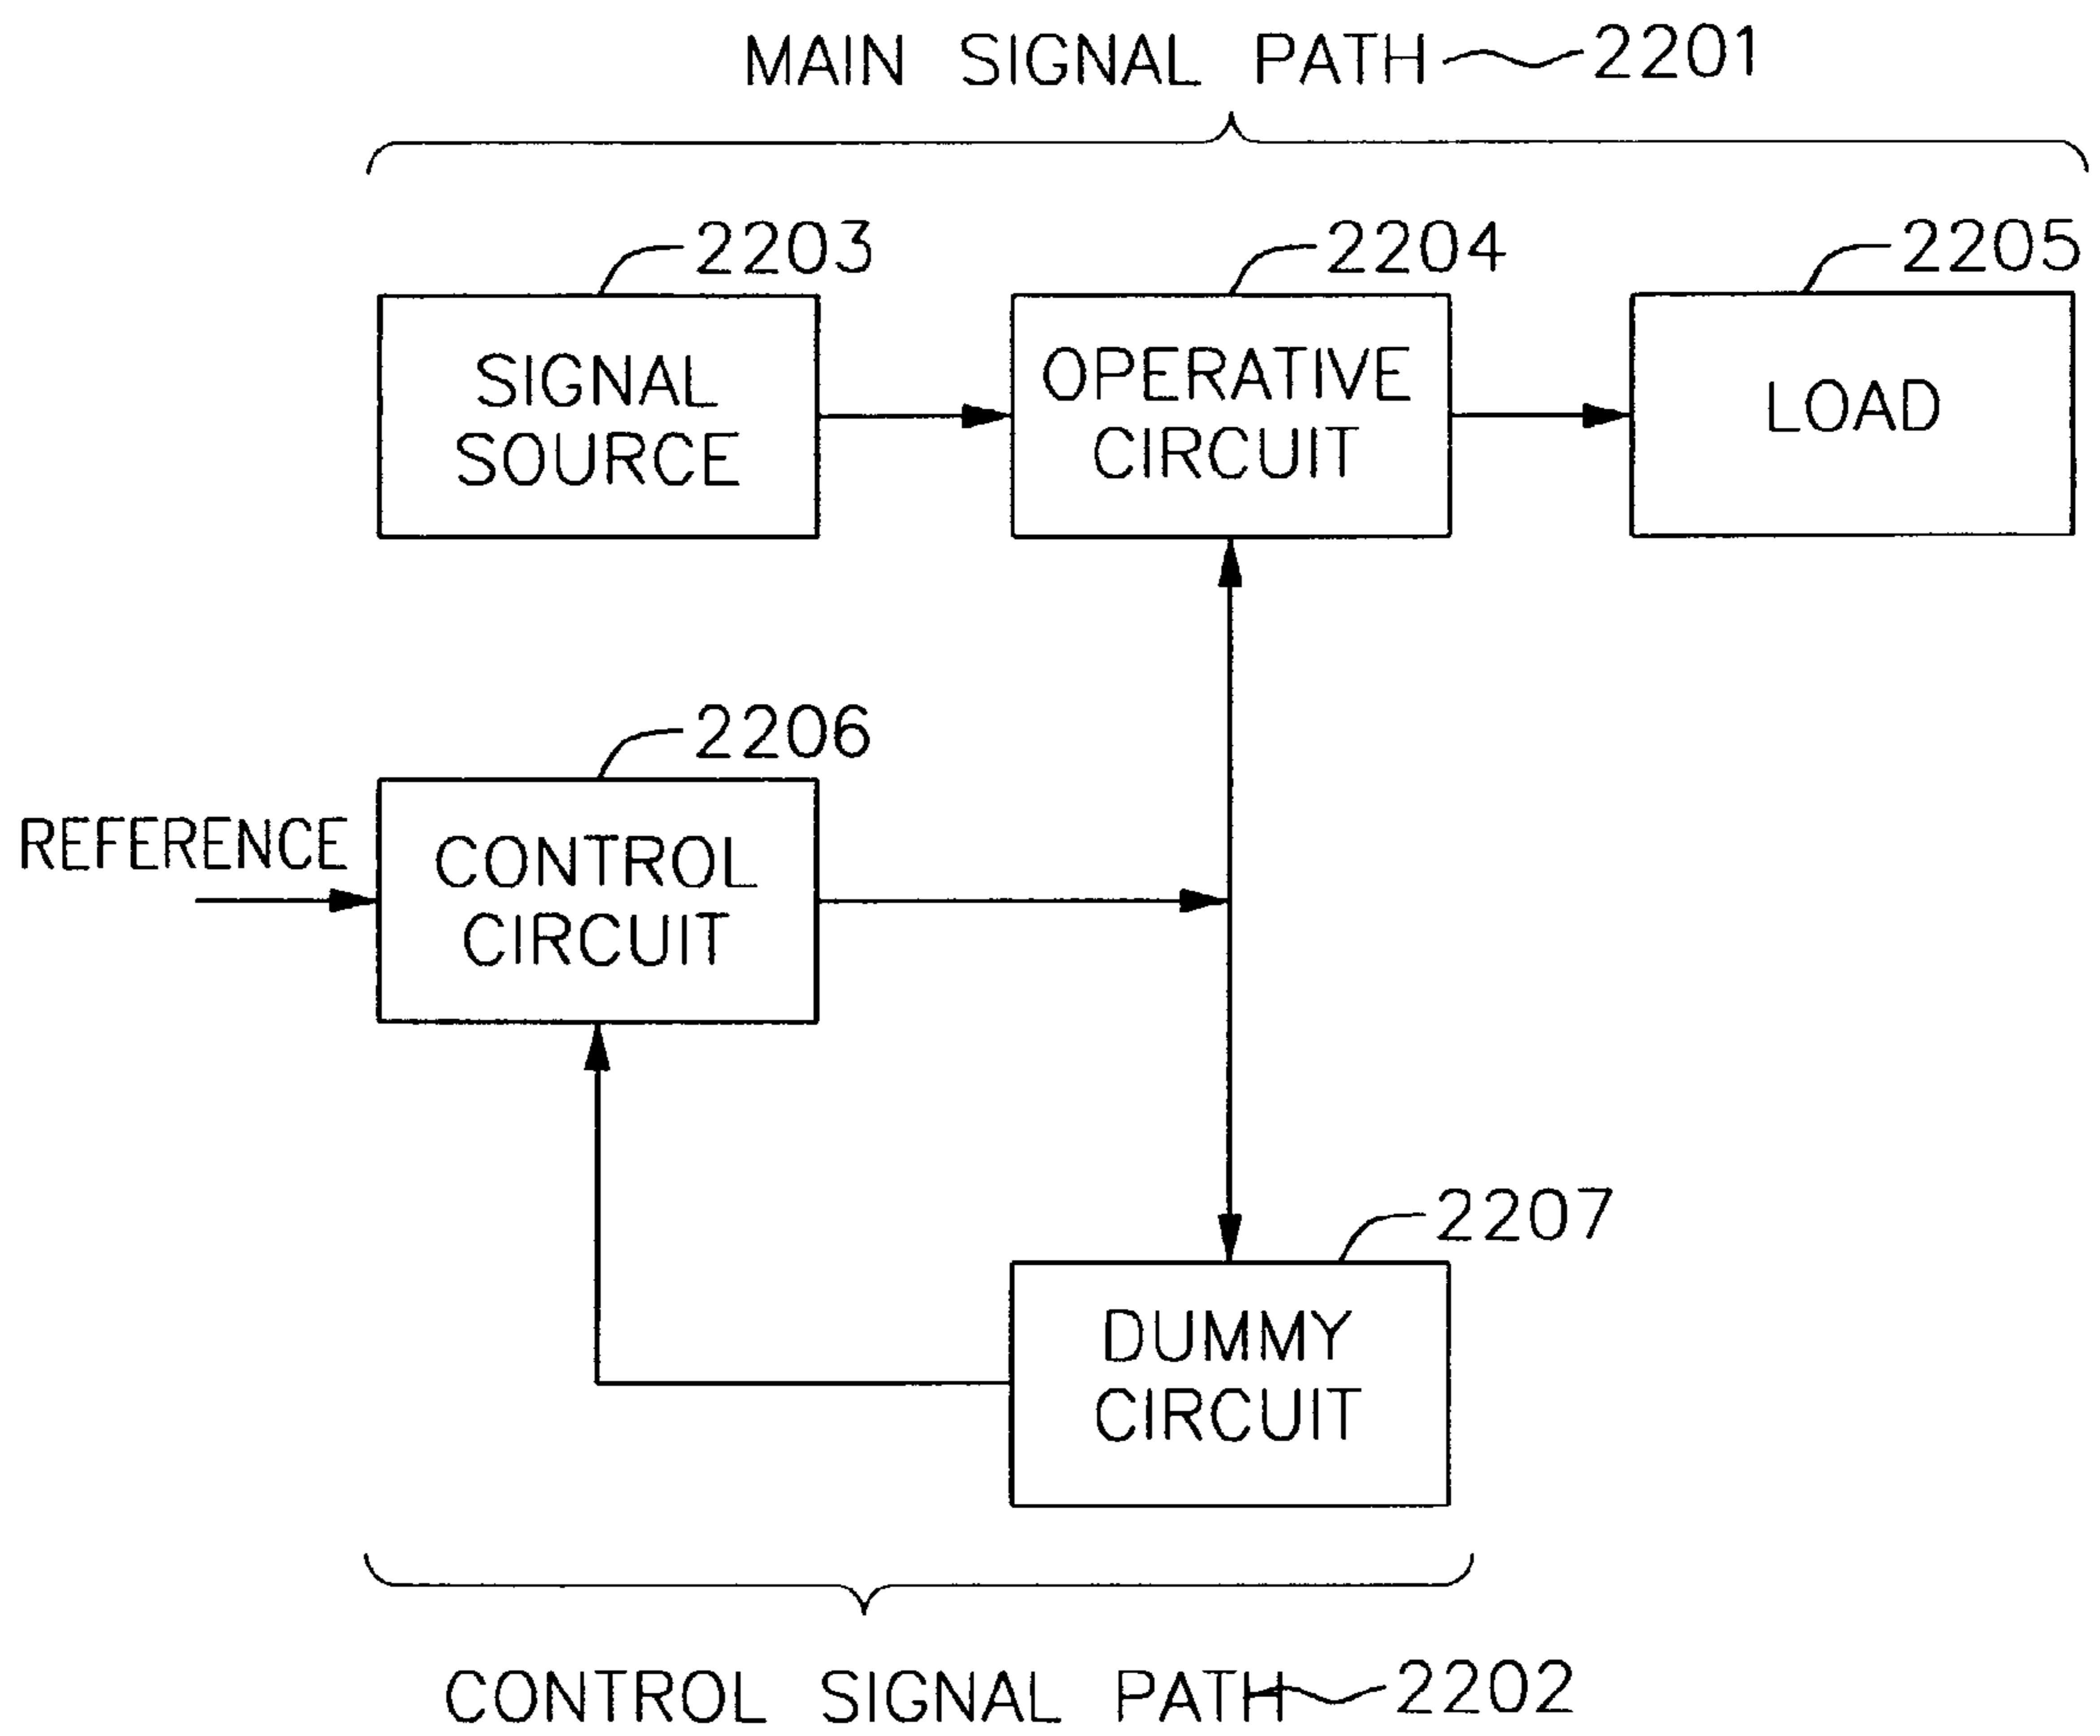 MAIN SIGNAL PATH 2201
2203
2204
2205
SIGNAL
SOURCE
OPERATIVE
CIRCUIT
LOAD
2206
REFERENCE
CONTROL
CIRCUIT
2207
DUMMY
CIRCUIT
CONTROL SIGNAL PATH 2202